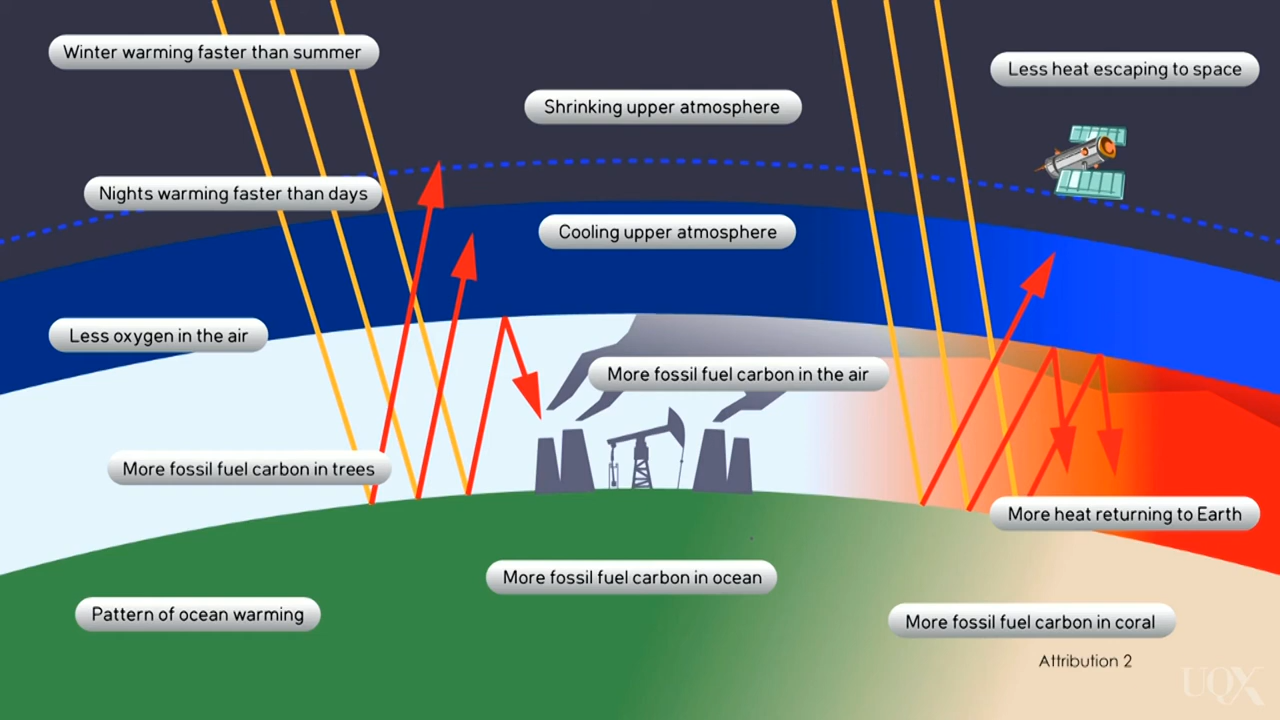 Winter warming faster than summer
Less heat escaping to space
Shrinking upper atmosphere
Nights warming faster than days
Cooling upper atmosphere
Less oxygen in the air
More fossil fuel carbon in the air
More fossil fuel carbon in trees
More heat returning to Earth
More fossil fuel carbon in ocean
Pattern of ocean warming
More fossil fuel carbon in coral
Attribution 2
UQX